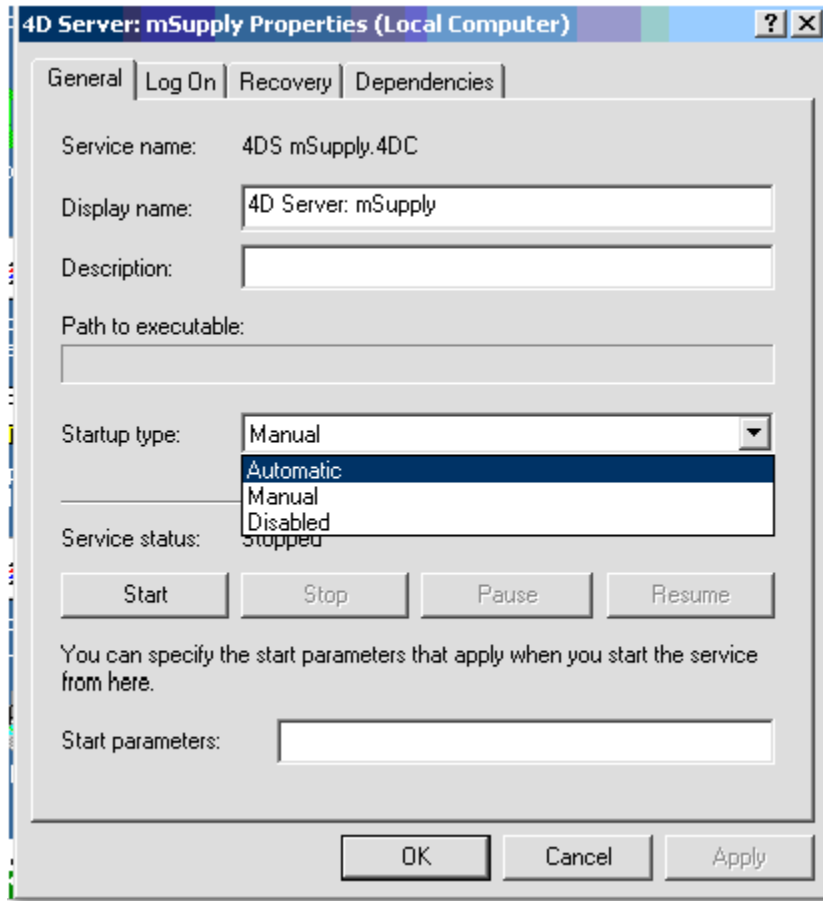 4D Server: mSupply Properties (Local Computer)
General Log On Recovery Dependencies
Service name: 4DS mSupply.4DC
Display name: 4D Server: mSupply
Description:
Path to executable:
Startup type: Manual
Automatic
Manual
Disabled
Service status: Stopped
Start Stop Pause Resume
You can specify the start parameters that apply when you start the service
from here.
Start parameters:
OK Cancel Apply